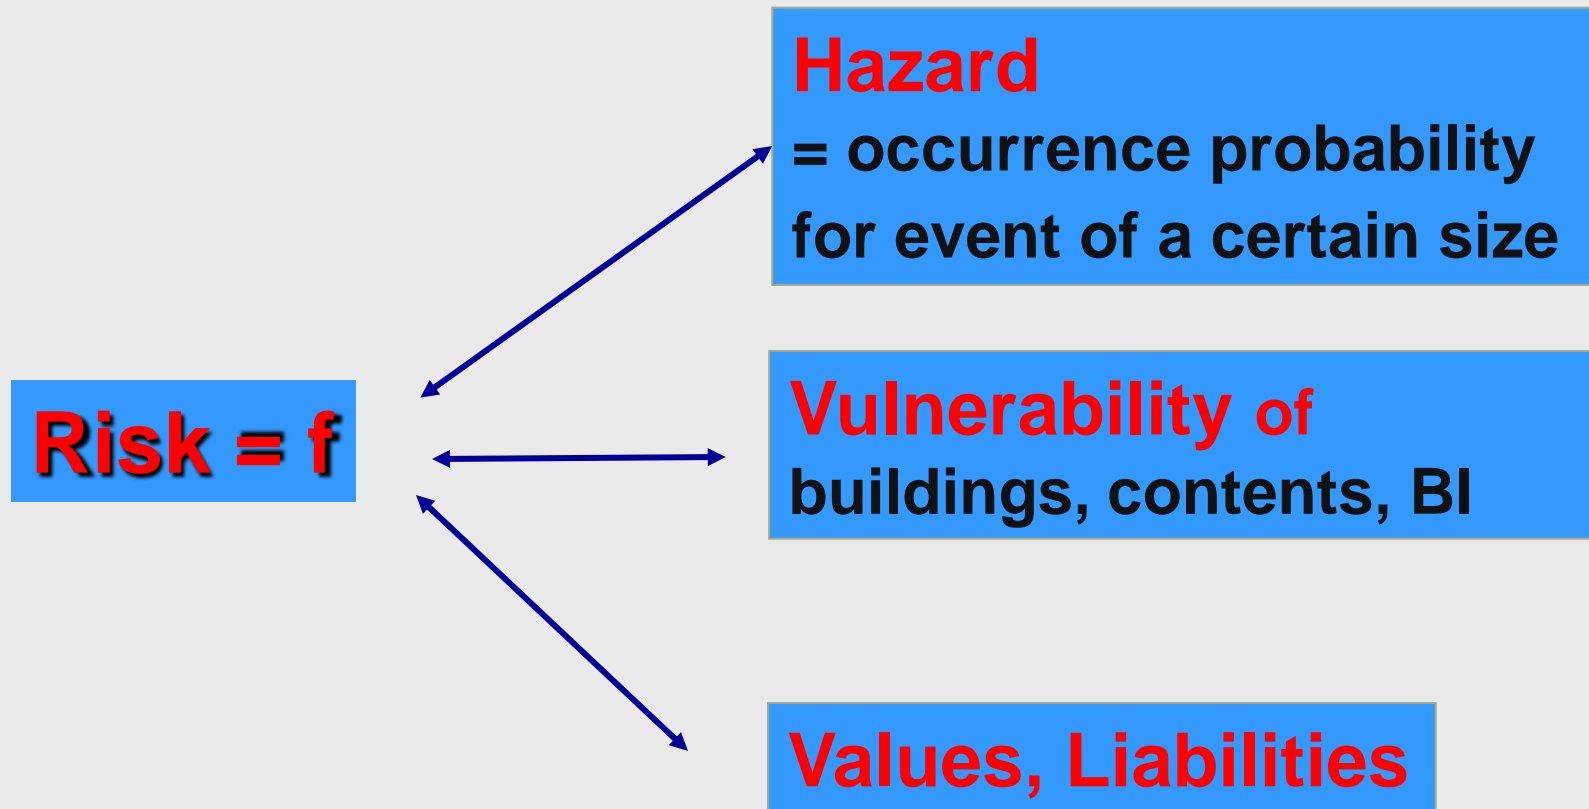 Hazard
= occurrence probability
for event of a certain size
Risk = f
Vulnerability of
buildings, contents, BI
Values, Liabilities